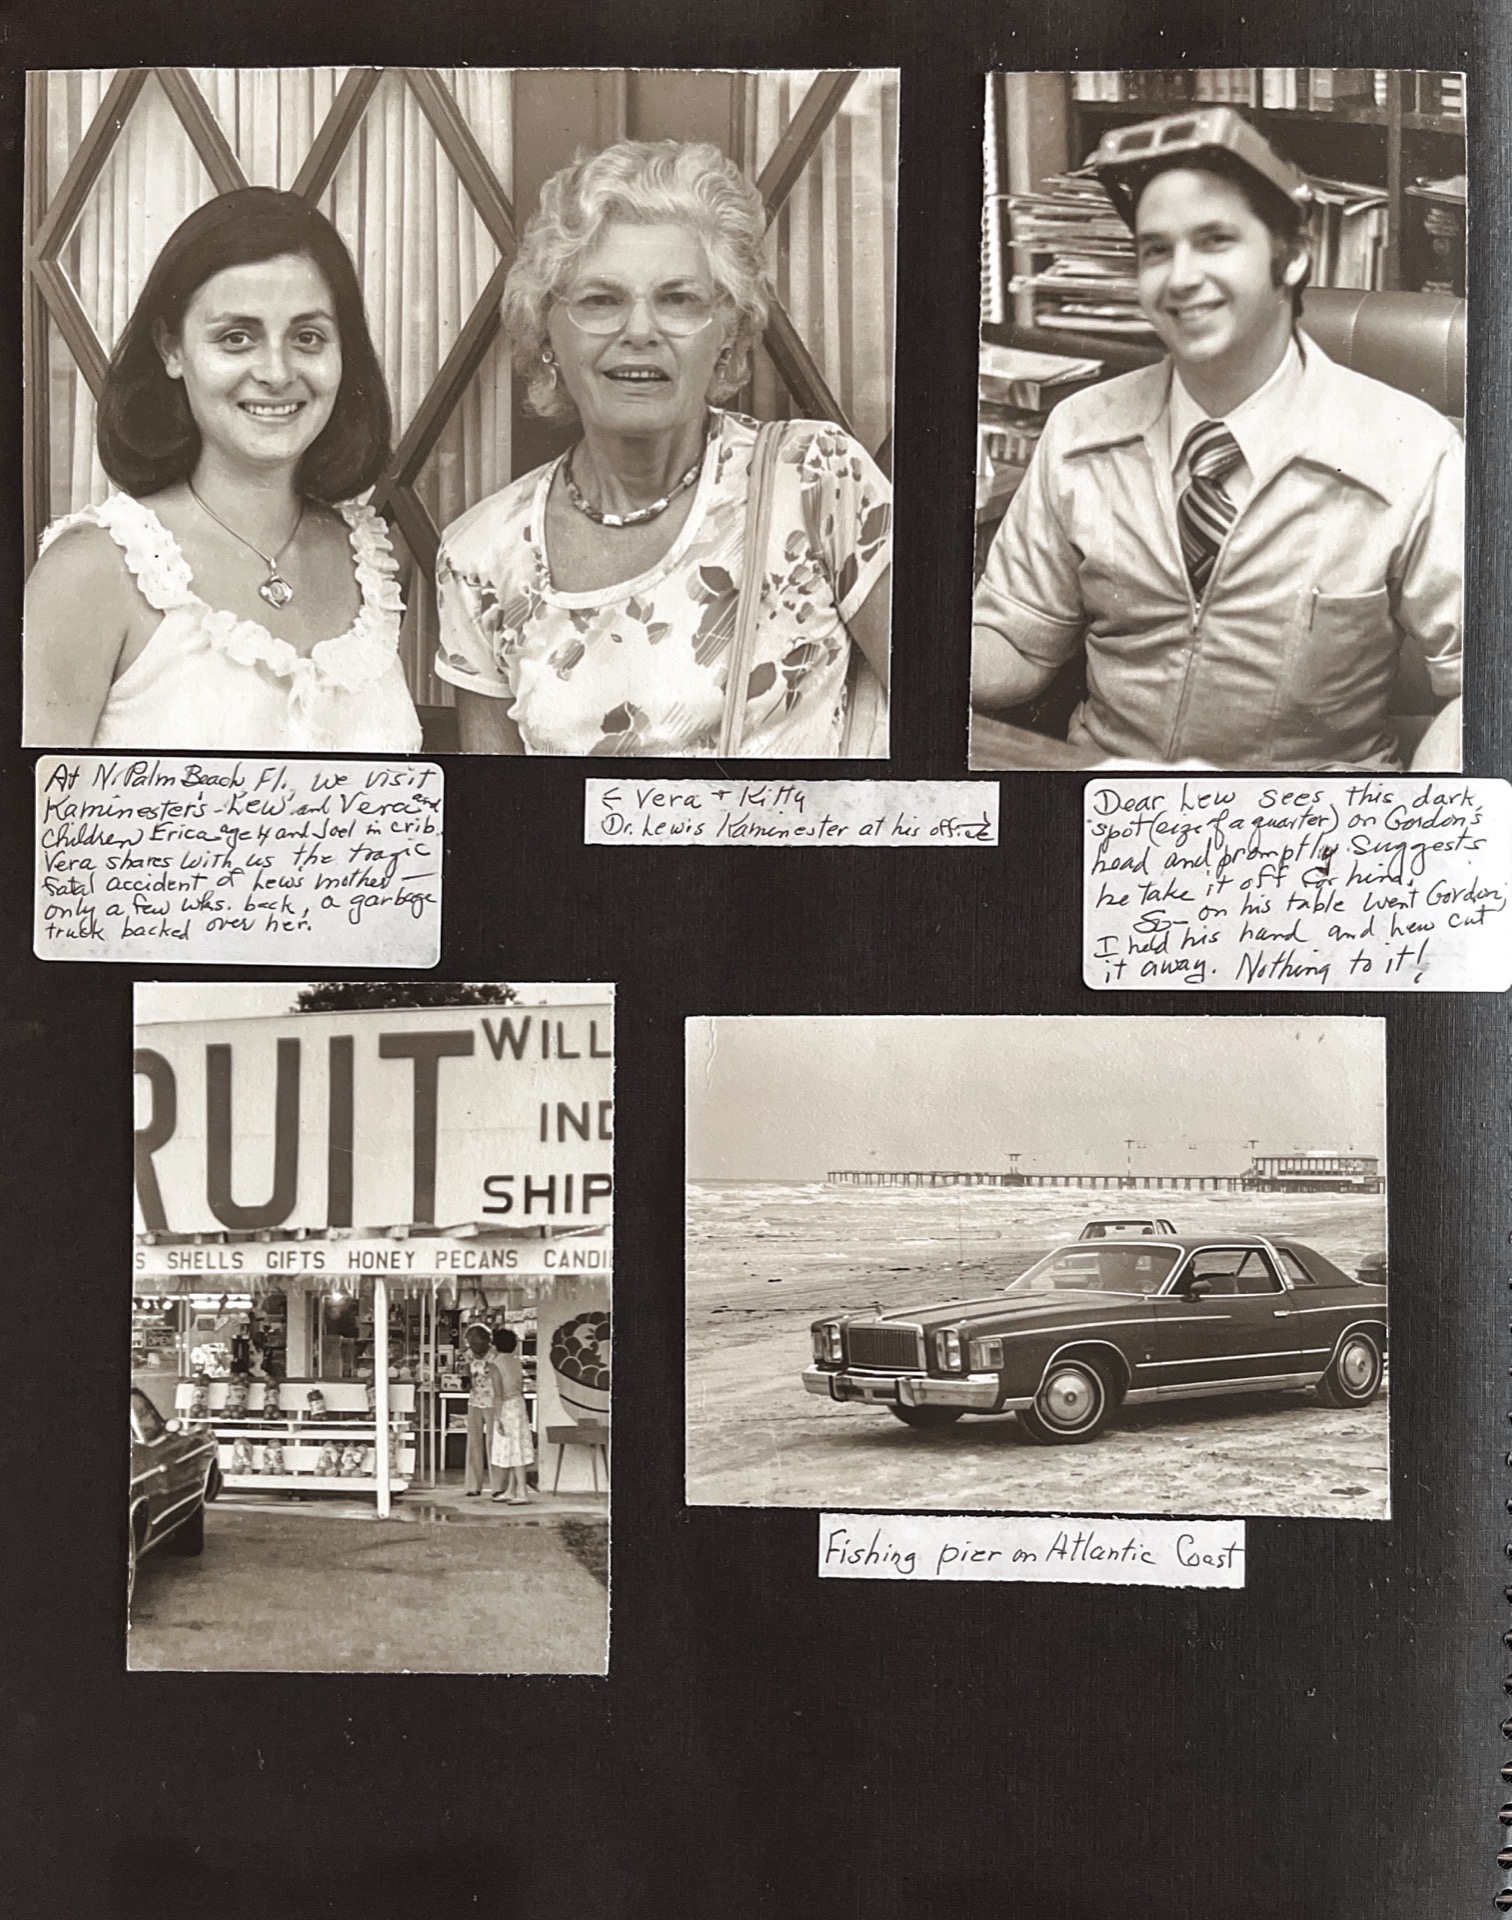 At N. Palm Beach, Fl., we visit
Kaminester's - Lew and Vera and
children, Erica age 4 and Joel in crib.
Vera shares with us the tragic
fatal accident of Lew's mother —
only a few wks. back, a garbage
truck backed over her.
← Vera + Kitty
Dr. Lewis Kaminester at his office
Dear Lew sees this dark
spot (size of a quarter) on Gordon's
head and promptly suggests
he take it off for him.
So — on his table went Gordon,
I held his hand and Lew cut
it away. Nothing to it!
RUIT
WILL
IND
SHIP
S SHELLS GIFTS HONEY PECANS CANDI
OPEN
Fishing pier on Atlantic Coast